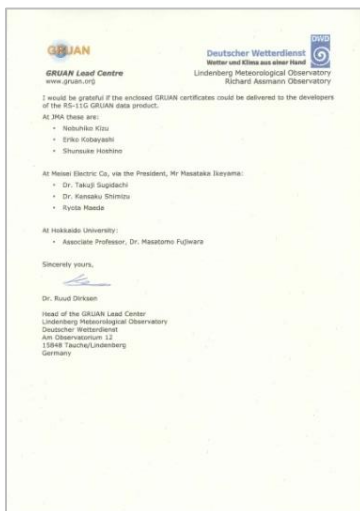 GRUAN
DWD
Deutscher Wetterdienst
Wetter und Klima aus einer Hand
GRUAN Lead Centre
www.gruan.org
Lindenberg Meteorological Observatory
Richard Assmann Observatory
I would be grateful if the enclosed GRUAN certificates could be delivered to the developers
of the RS-11G GRUAN data product.
At JMA these are:
• Nobuhiko Kizu
• Eriko Kobayashi
• Shunsuke Hoshino
At Meisei Electric Co, via the President, Mr Masataka Ikeyama:
• Dr. Takuji Sugidachi
• Dr. Kensaku Shimizu
• Ryota Maeda
At Hokkaido University:
• Associate Professor, Dr. Masatomo Fujiwara
Sincerely yours,
Dr. Ruud Dirksen
Head of the GRUAN Lead Center
Lindenberg Meteorological Observatory
Deutscher Wetterdienst
Am Observatorium 12
15848 Tauche/Lindenberg
Germany